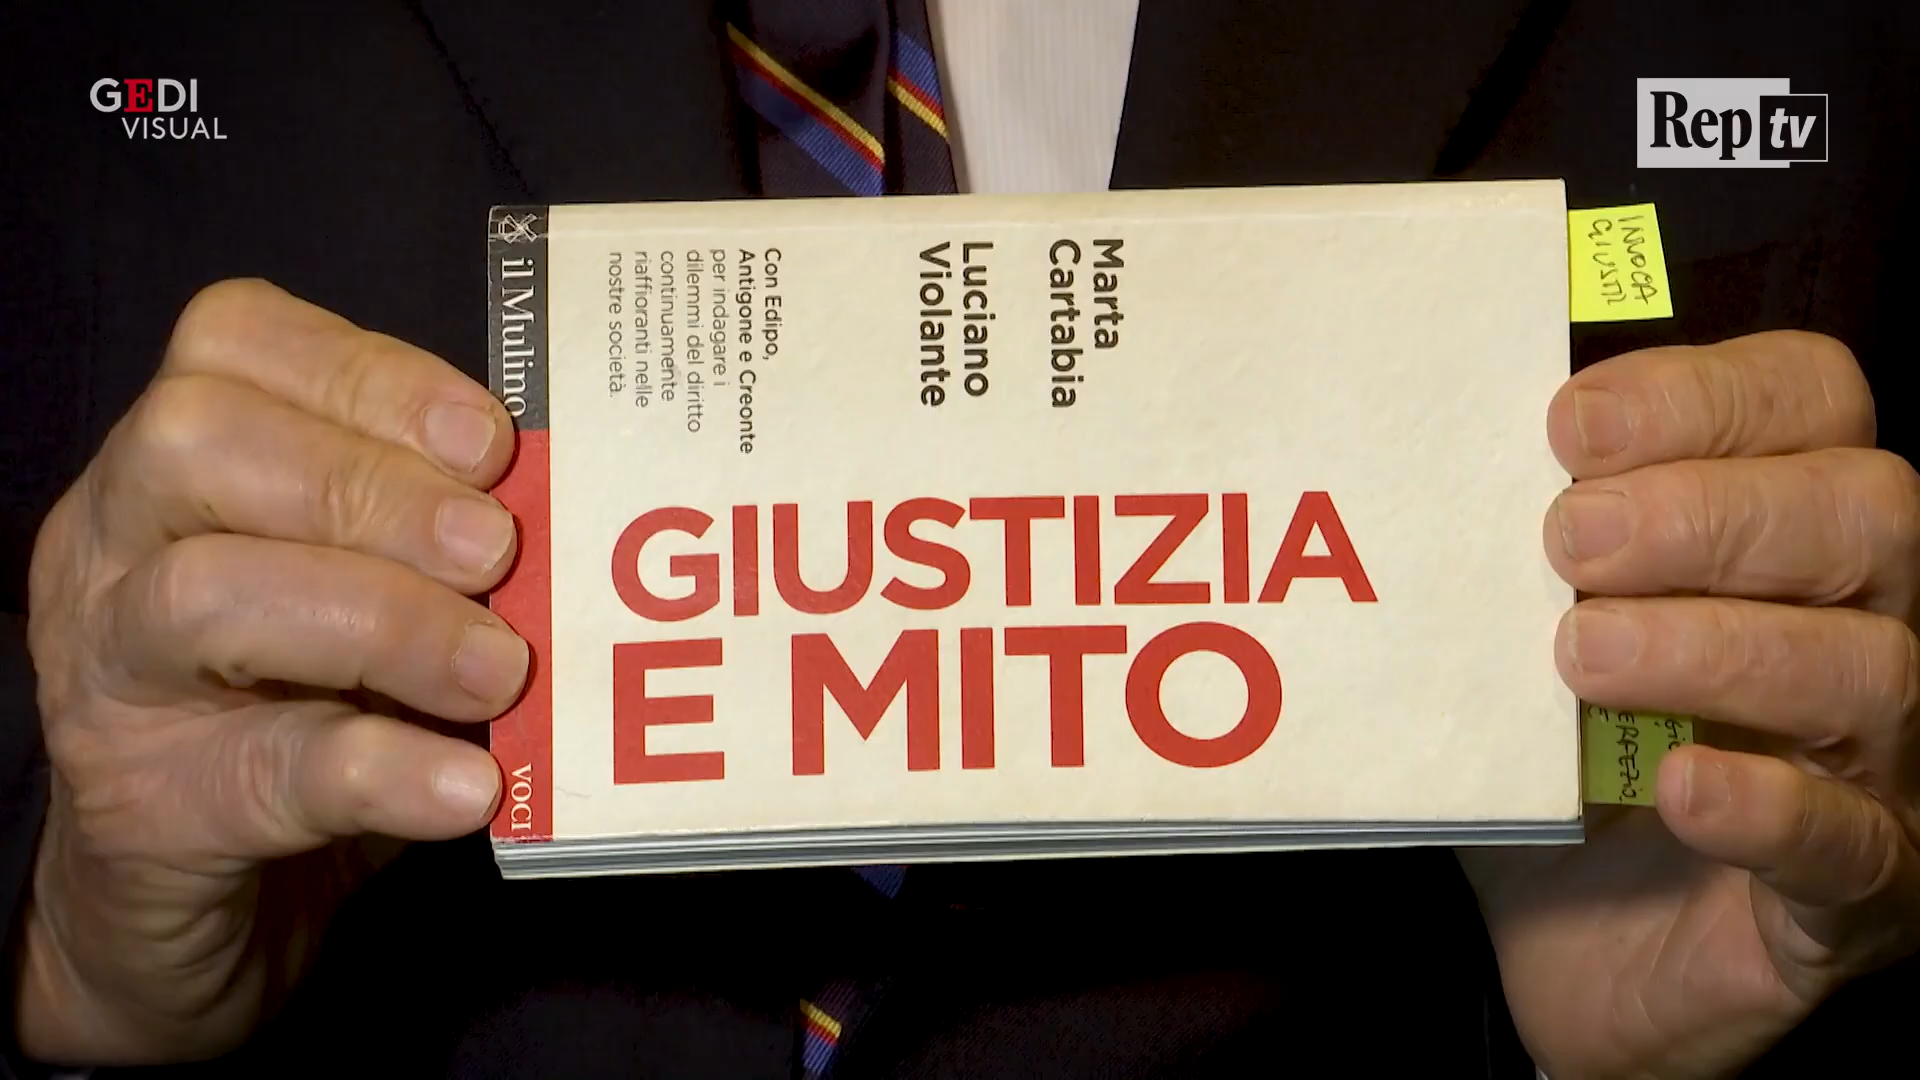 GEDI
VISUAL
Rep tv
il Mulino
VOCI
Marta
Cartabia
Luciano
Violante
Con Edipo,
Antigone e Creonte
per indagare i
dilemmi del diritto
continuamente
riaffioranti nelle
nostre società.
GIUSTIZIA
E MITO
INVOCA